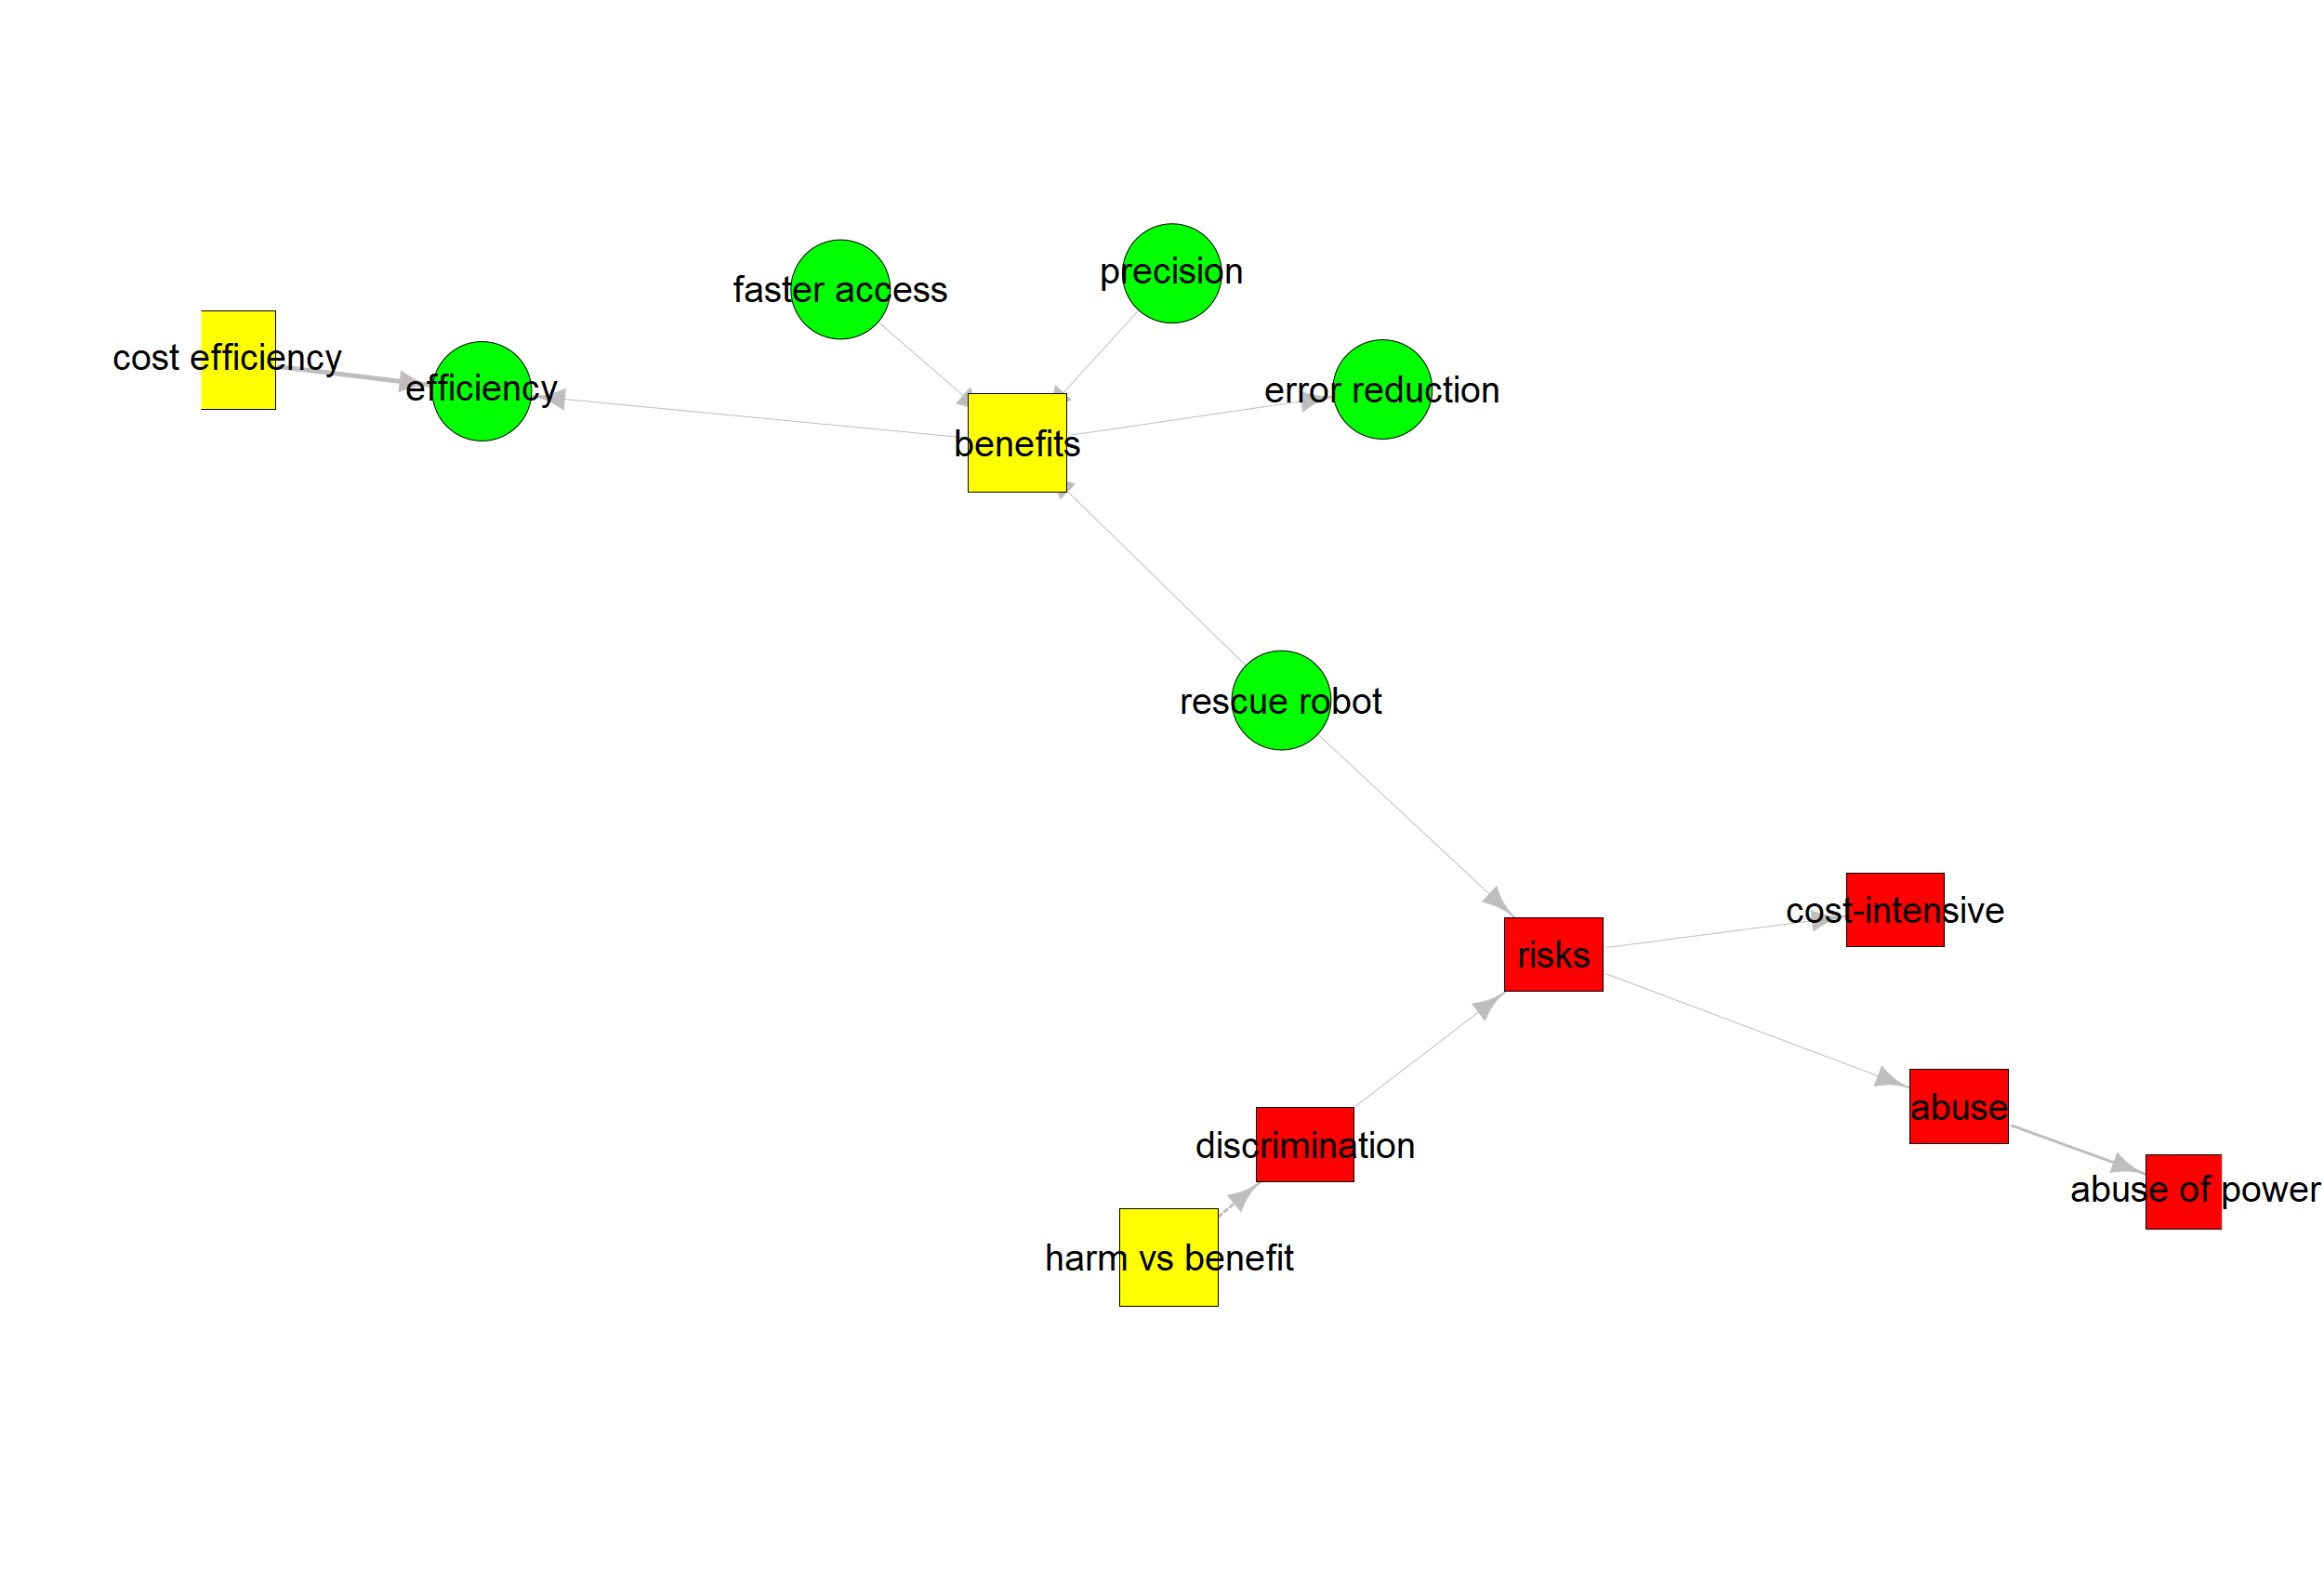 precision
faster access
cost efficiency
efficiency
error reduction
benefits
rescue robot
cost-intensive
risks
abuse
discrimination
abuse of power
harm vs benefit